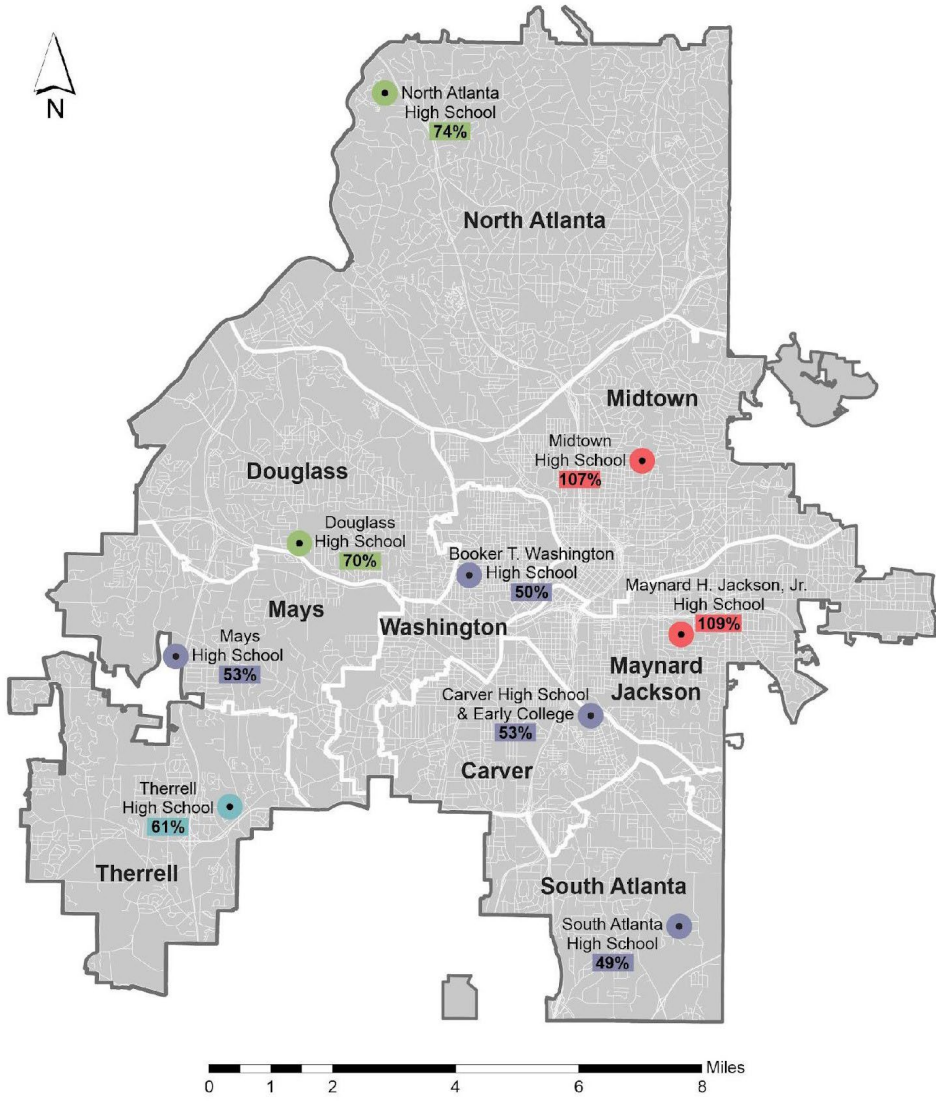 N
North Atlanta
High School
74%
North Atlanta
Midtown
Midtown
High School
107%
Douglass
Douglass
High School
70%
Booker T. Washington
High School
50%
Maynard H. Jackson, Jr.
High School
109%
Mays
Washington
Mays
High School
53%
Maynard
Jackson
Carver High School
& Early College
53%
Carver
Therrell
High School
61%
Therrell
South Atlanta
South Atlanta
High School
49%
Miles
0 1 2 4 6 8